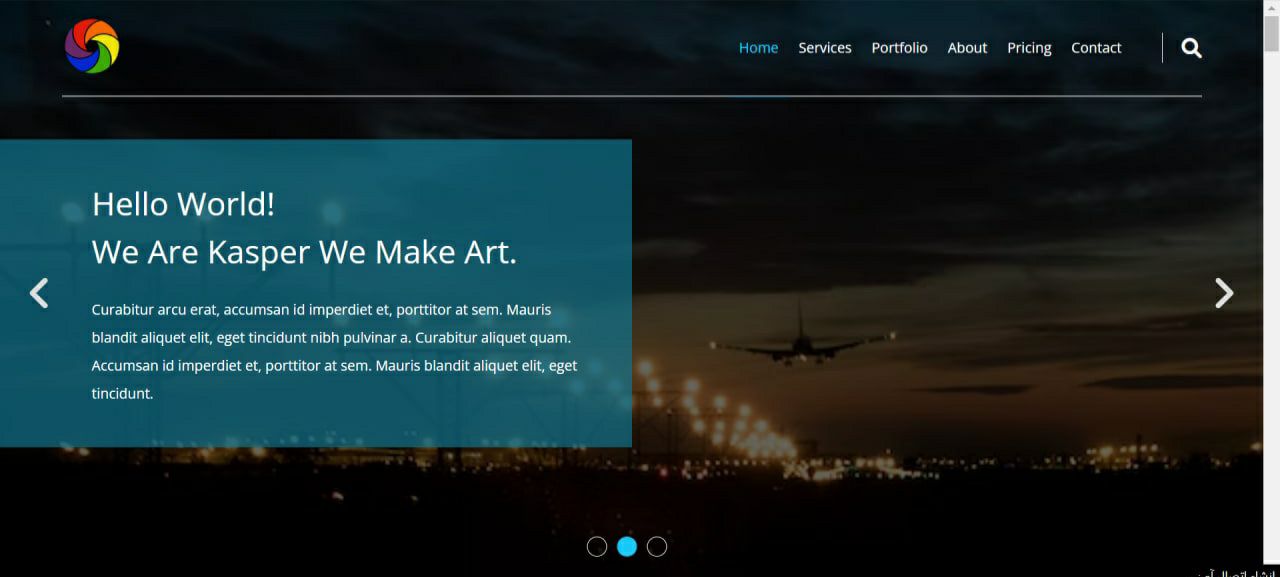 Home Services Portfolio About Pricing Contact
Hello World!
We Are Kasper We Make Art.
Curabitur arcu erat, accumsan id imperdiet et, porttitor at sem. Mauris
blandit aliquet elit, eget tincidunt nibh pulvinar a. Curabitur aliquet quam.
Accumsan id imperdiet et, porttitor at sem. Mauris blandit aliquet elit, eget
tincidunt.